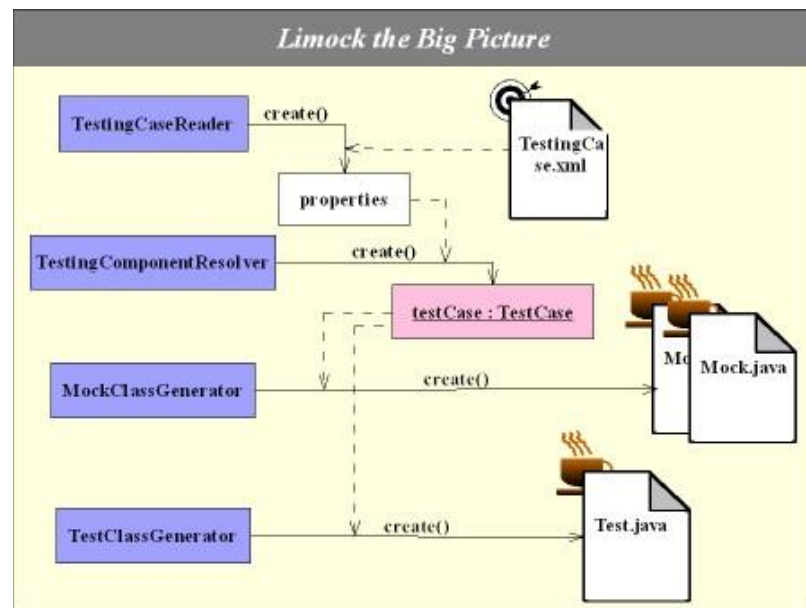 Limock the Big Picture
TestingCaseReader
create()
TestingCa
se.xml
properties
TestingComponentResolver
create()
testCase : TestCase
MockClassGenerator
create()
Mo
Mock.java
TestClassGenerator
create()
Test.java